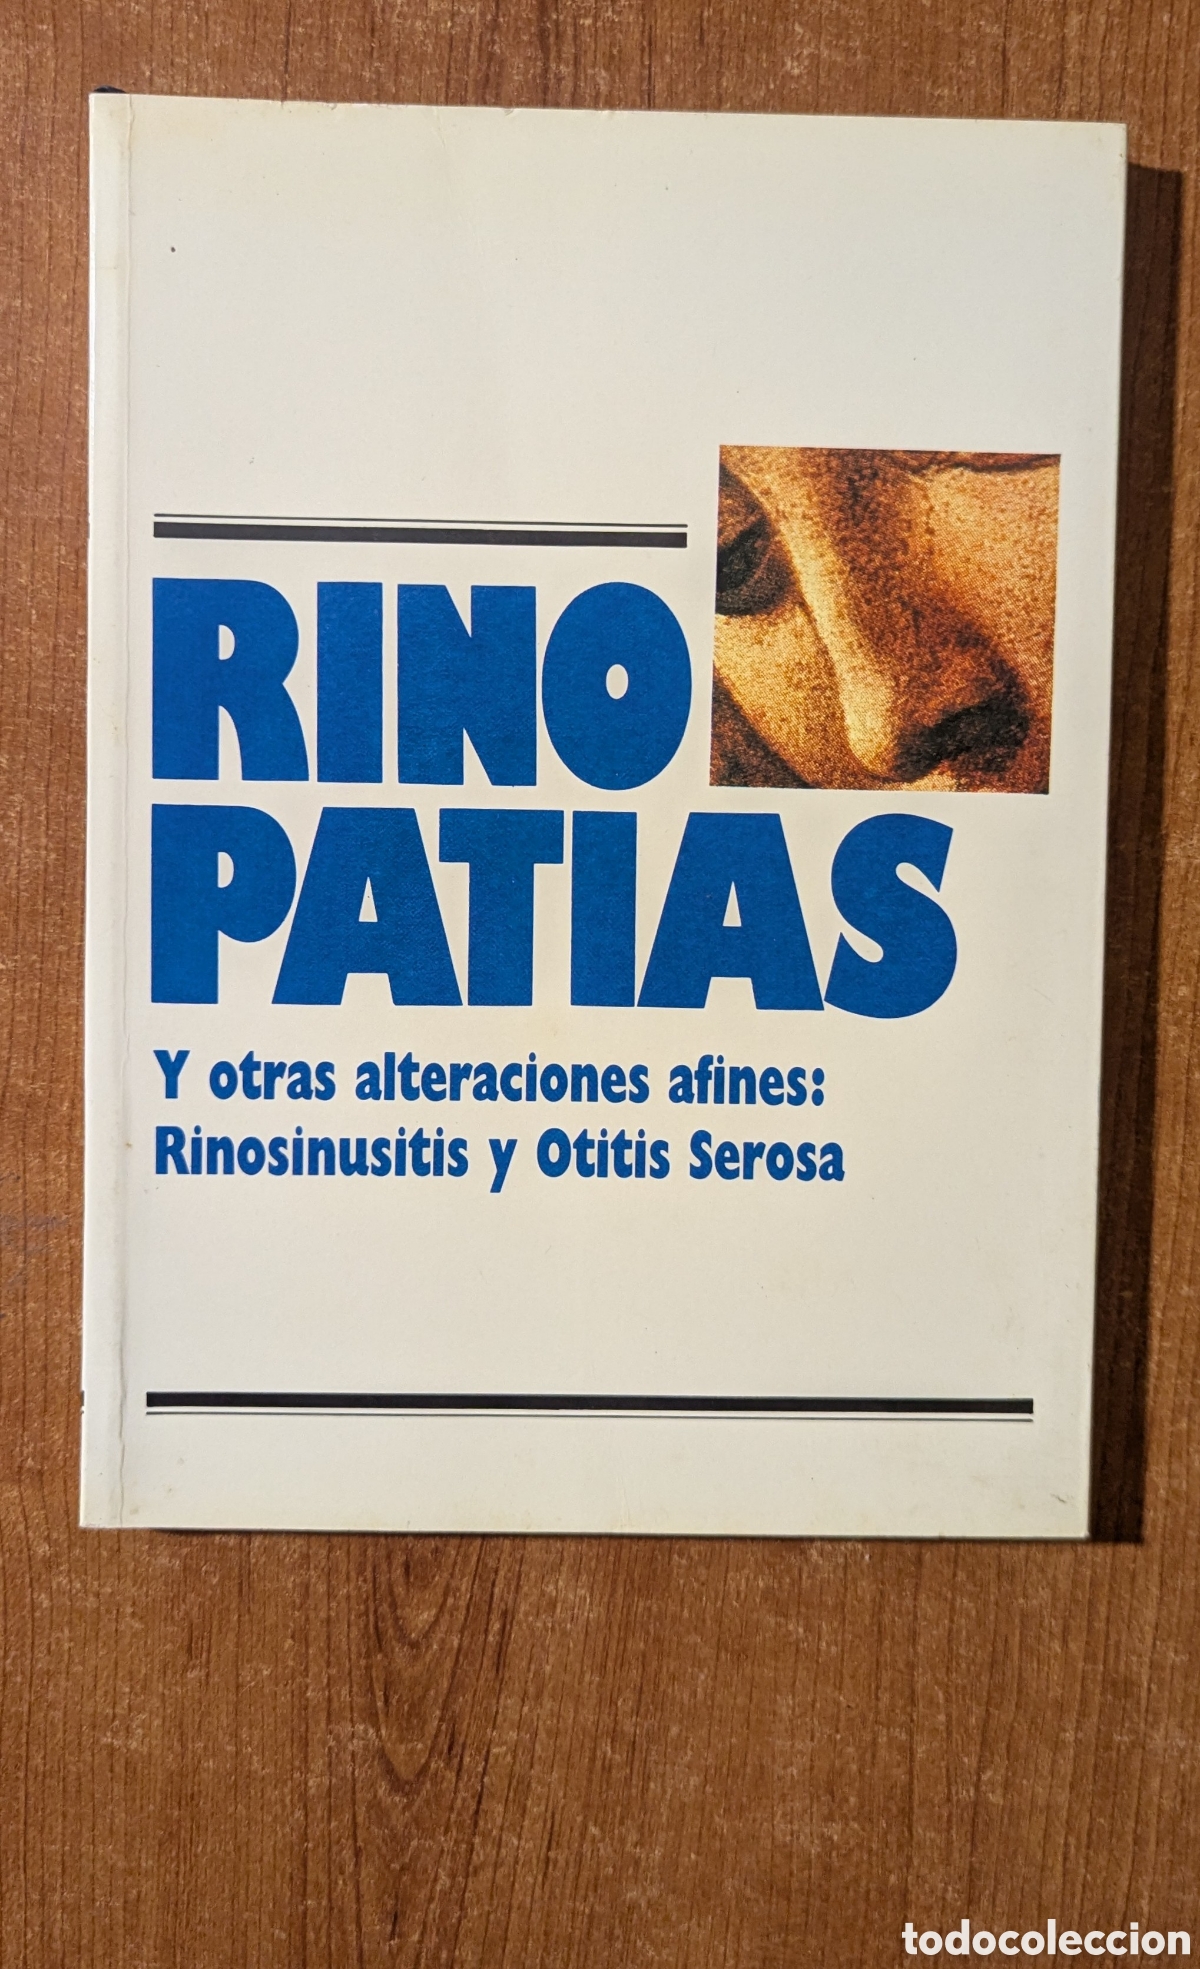 RINO
PATIAS
Y otras alteraciones afines:
Rinosinusitis y Otitis Serosa
todocoleccion